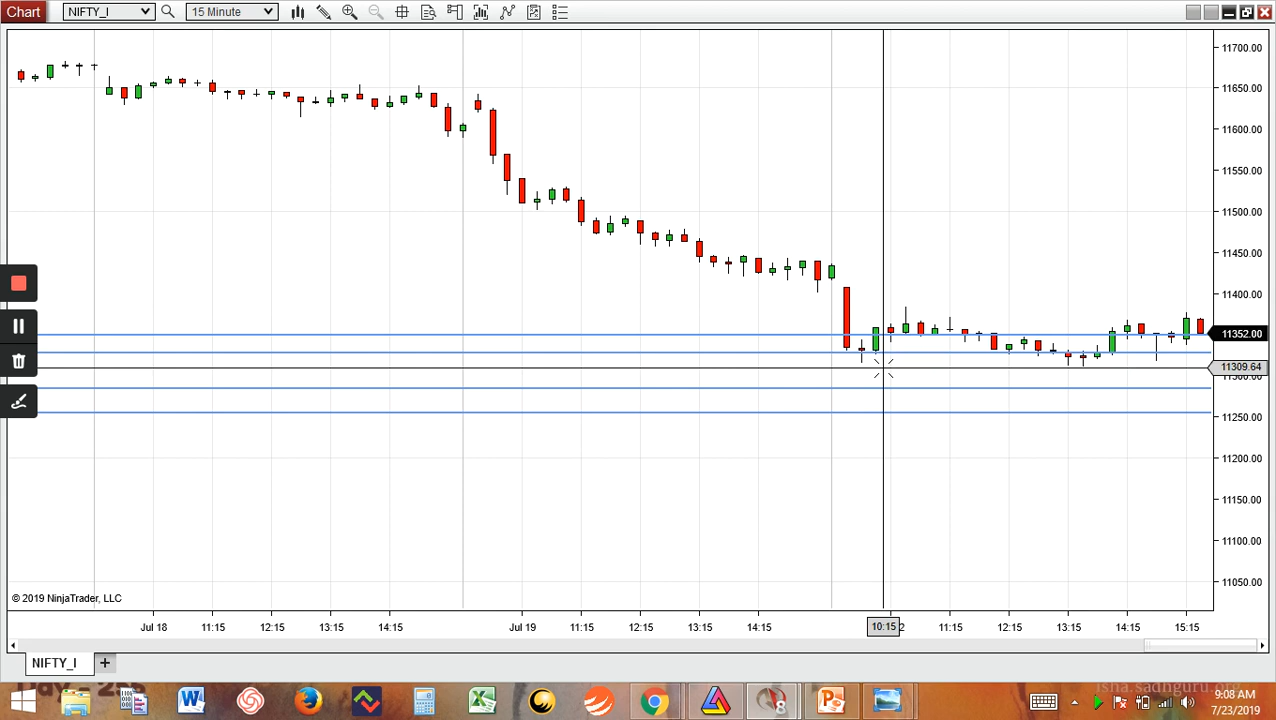 Chart NIFTY_I 15 Minute
11700.00
11650.00
11600.00
11550.00
11500.00
11450.00
11400.00
11352.00
11309.64
11300.00
11250.00
11200.00
11150.00
11100.00
11050.00
© 2019 NinjaTrader, LLC
Jul 18 11:15 12:15 13:15 14:15 Jul 19 11:15 12:15 13:15 14:15 10:15 2 11:15 12:15 13:15 14:15 15:15
NIFTY_I +
isha.sadhguru.org
9:08 AM
7/23/2019